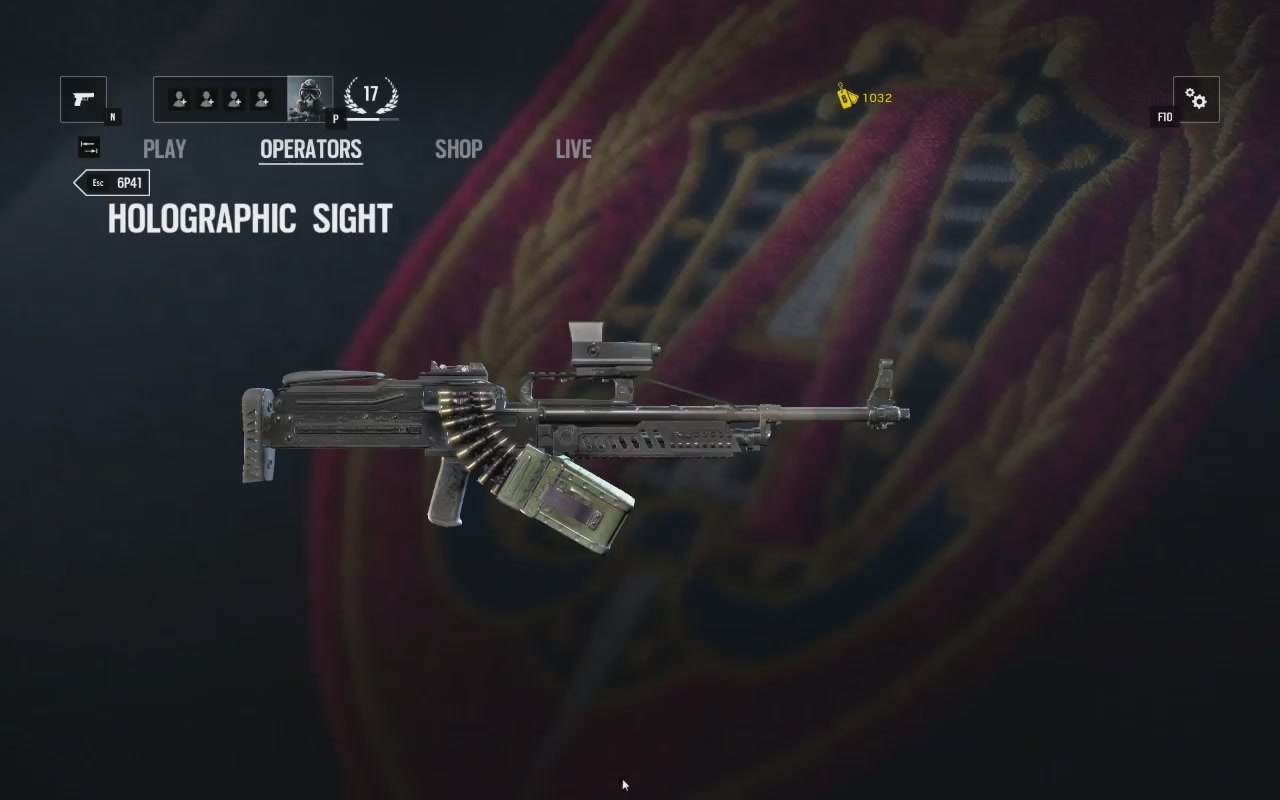 N
P
17
1032
F10
PLAY
OPERATORS
SHOP
LIVE
Esc 6P41
HOLOGRAPHIC SIGHT